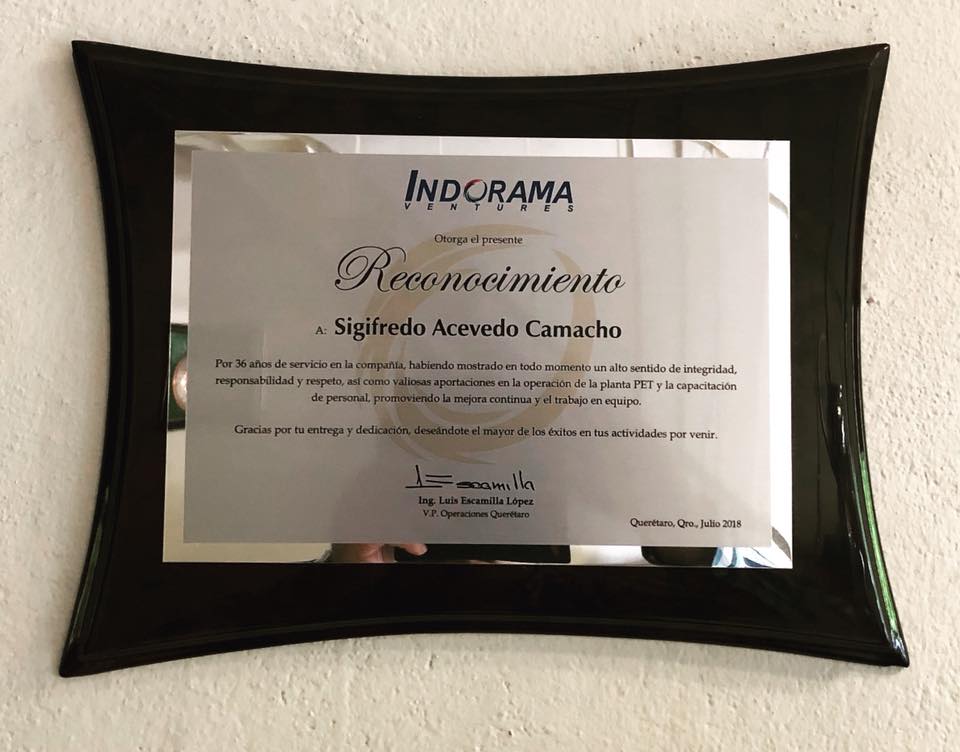 INDORAMA
VENTURES
Otorga el presente
Reconocimiento
A: Sigifredo Acevedo Camacho
Por 36 años de servicio en la compañía, habiendo mostrado en todo momento un alto sentido de integridad,
responsabilidad y respeto, así como valiosas aportaciones en la operación de la planta PET y la capacitación
de personal, promoviendo la mejora continua y el trabajo en equipo.
Gracias por tu entrega y dedicación, deseándote el mayor de los éxitos en tus actividades por venir.
LEscamilla
Ing. Luis Escamilla López
V.P. Operaciones Querétaro
Querétaro, Qro., Julio 2018